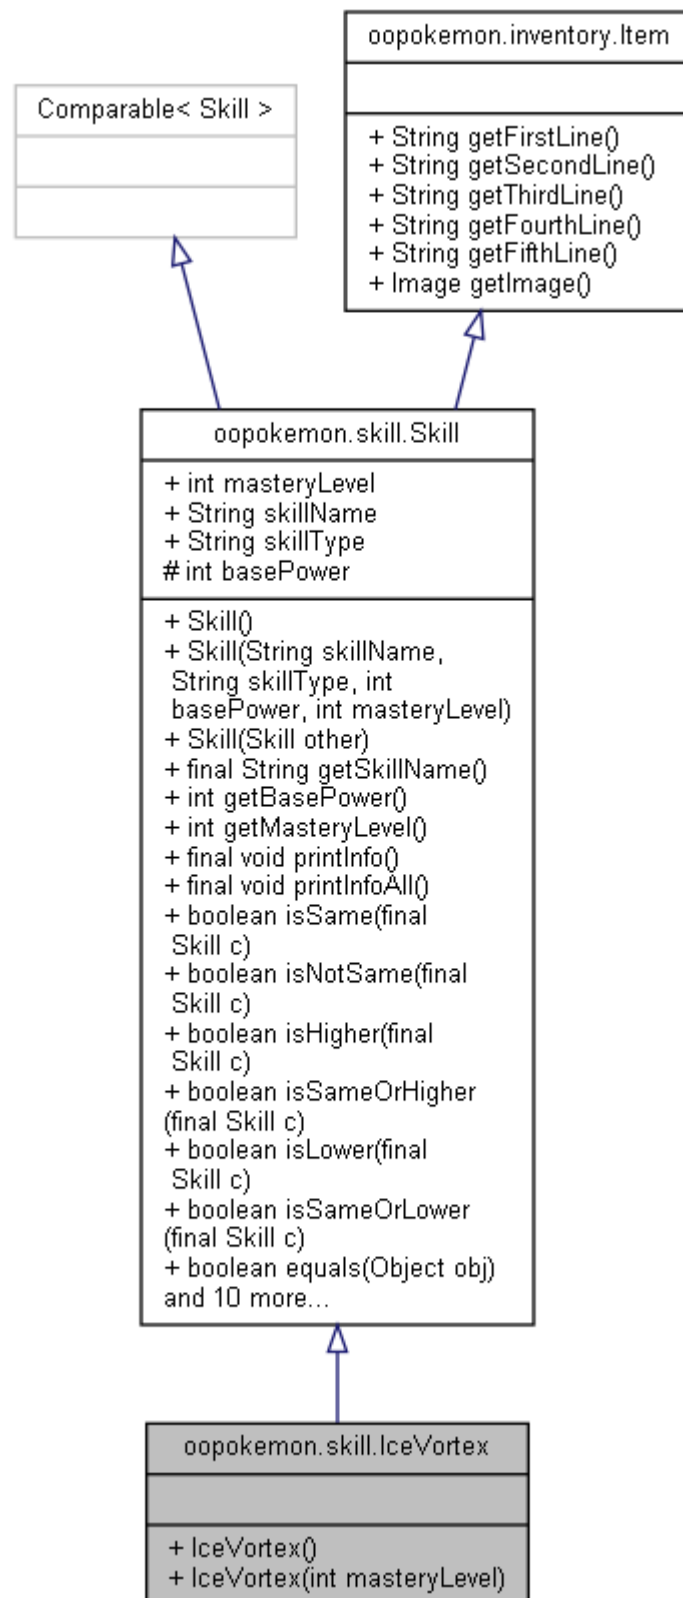 oopokemon.inventory.Item
+ String getFirstLine()
+ String getSecondLine()
+ String getThirdLine()
+ String getFourthLine()
+ String getFifthLine()
+ Image getImage()
Comparable< Skill >
oopokemon.skill.Skill
+ int masteryLevel
+ String skillName
+ String skillType
# int basePower
+ Skill()
+ Skill(String skillName,
String skillType, int
basePower, int masteryLevel)
+ Skill(Skill other)
+ final String getSkillName()
+ int getBasePower()
+ int getMasteryLevel()
+ final void printInfo()
+ final void printInfoAll()
+ boolean isSame(final
Skill c)
+ boolean isNotSame(final
Skill c)
+ boolean isHigher(final
Skill c)
+ boolean isSameOrHigher
(final Skill c)
+ boolean isLower(final
Skill c)
+ boolean isSameOrLower
(final Skill c)
+ boolean equals(Object obj)
and 10 more...
oopokemon.skill.IceVortex
+ IceVortex()
+ IceVortex(int masteryLevel)